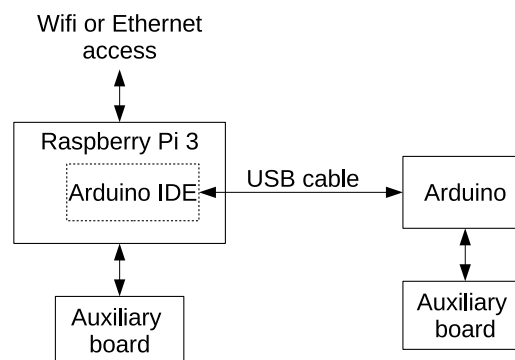 Wifi or Ethernet
access
Raspberry Pi 3
Arduino IDE
USB cable
Arduino
Auxiliary
board
Auxiliary
board